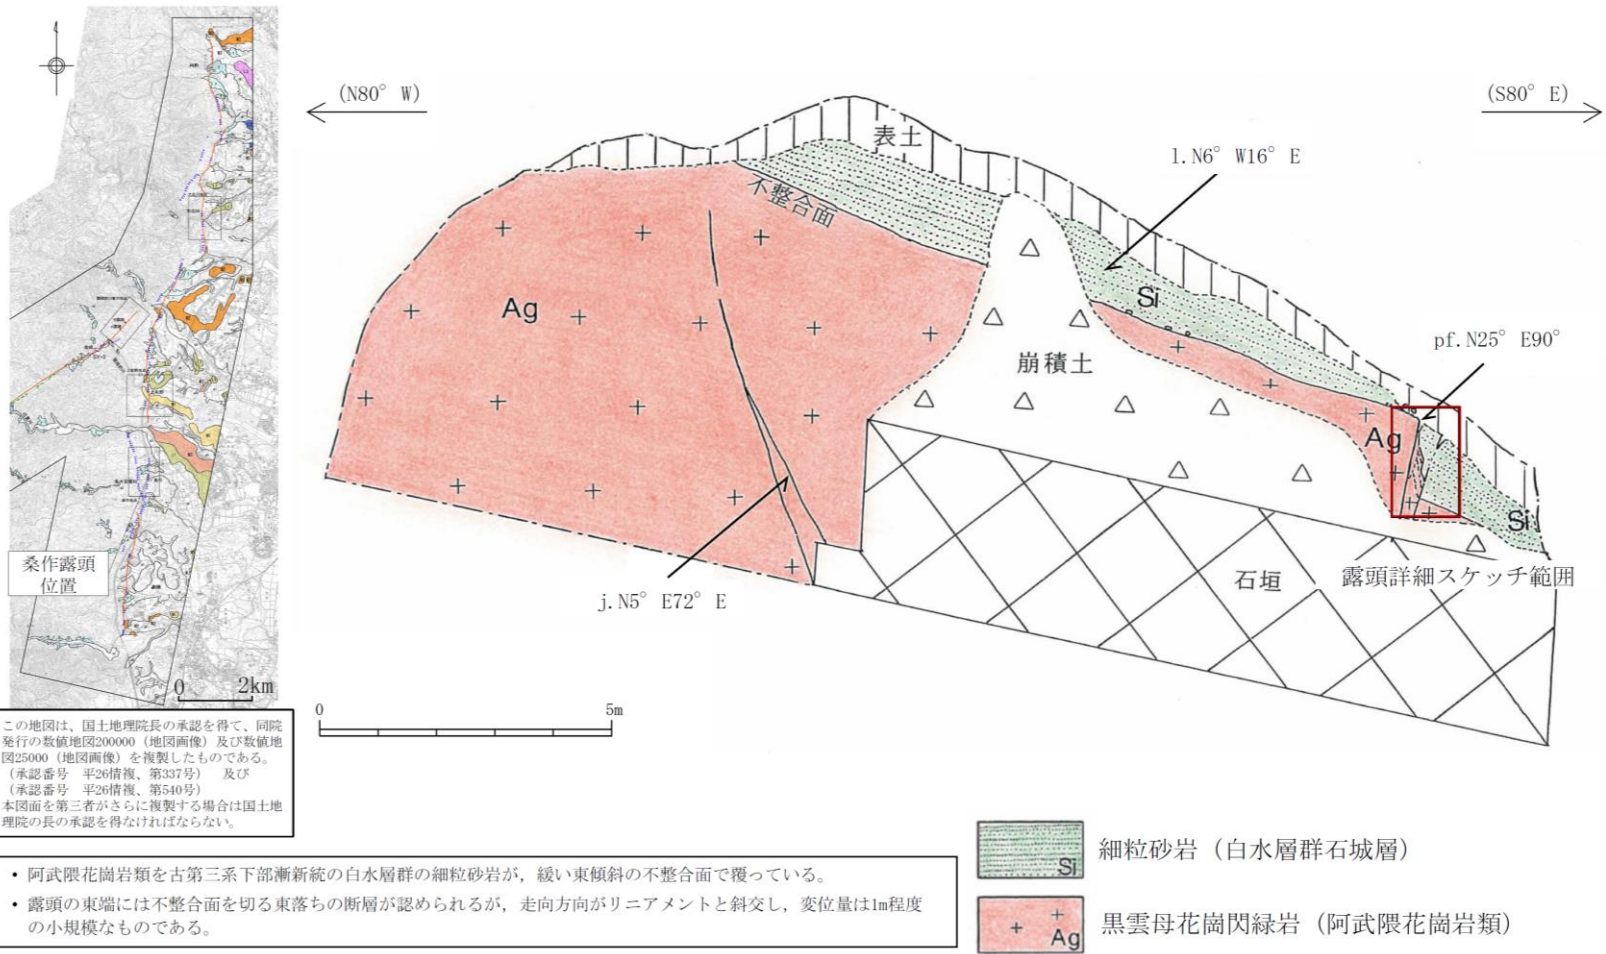 (N80° W)
(S80° E)
表土
l.N6° W16° E
不整合面
Si
Ag
pf.N25° E90°
崩積土
Ag
Si
桑作露頭
位置
石垣
露頭詳細スケッチ範囲
j.N5° E72° E
0 2km
0 5m
この地図は、国土地理院長の承認を得て、同院
発行の数値地図200000（地図画像）及び数値地
図25000（地図画像）を複製したものである。
（承認番号 平26情複、第337号） 及び
（承認番号 平26情複、第540号）
本図面を第三者がさらに複製する場合は国土地
理院の長の承認を得なければならない。
Si 細粒砂岩（白水層群石城層）
Ag 黒雲母花崗閃緑岩（阿武隈花崗岩類）
・阿武隈花崗岩類を古第三系下部漸新統の白水層群の細粒砂岩が，緩い東傾斜の不整合面で覆っている。
・露頭の東端には不整合面を切る東落ちの断層が認められるが，走向方向がリニアメントと斜交し，変位量は1m程度
の小規模なものである。